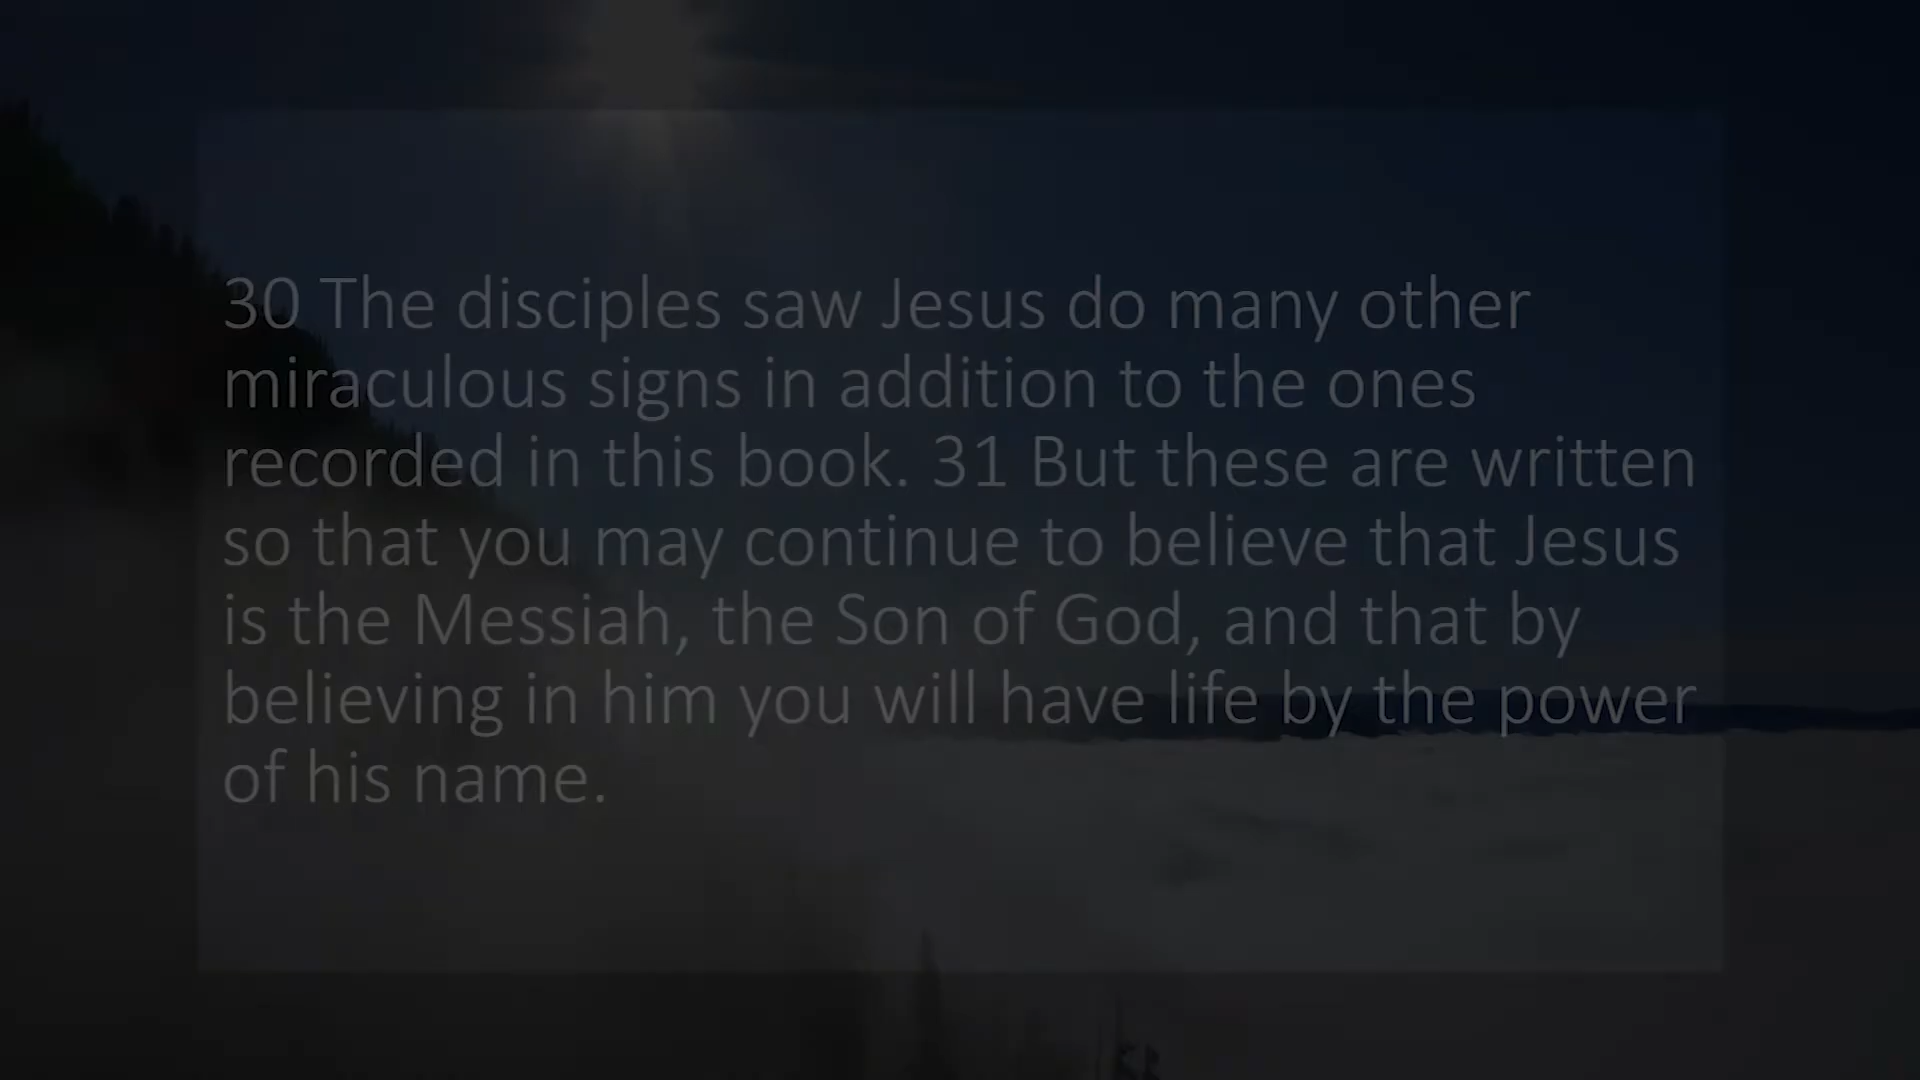 30 The disciples saw Jesus do many other
miraculous signs in addition to the ones
recorded in this book. 31 But these are written
so that you may continue to believe that Jesus
is the Messiah, the Son of God, and that by
believing in him you will have life by the power
of his name.